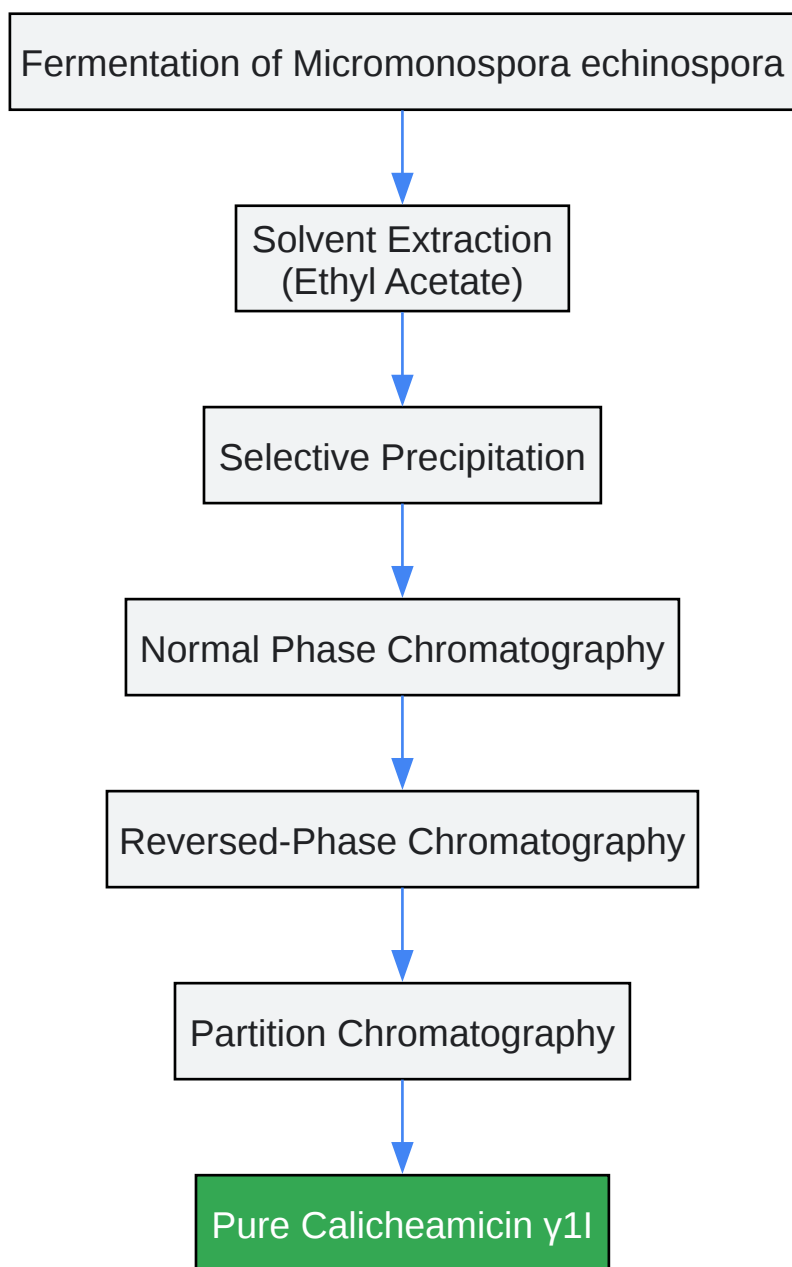 Fermentation of Micromonospora echinospora
Solvent Extraction
(Ethyl Acetate)
Selective Precipitation
Normal Phase Chromatography
Reversed-Phase Chromatography
Partition Chromatography
Pure Calicheamicin γ1I